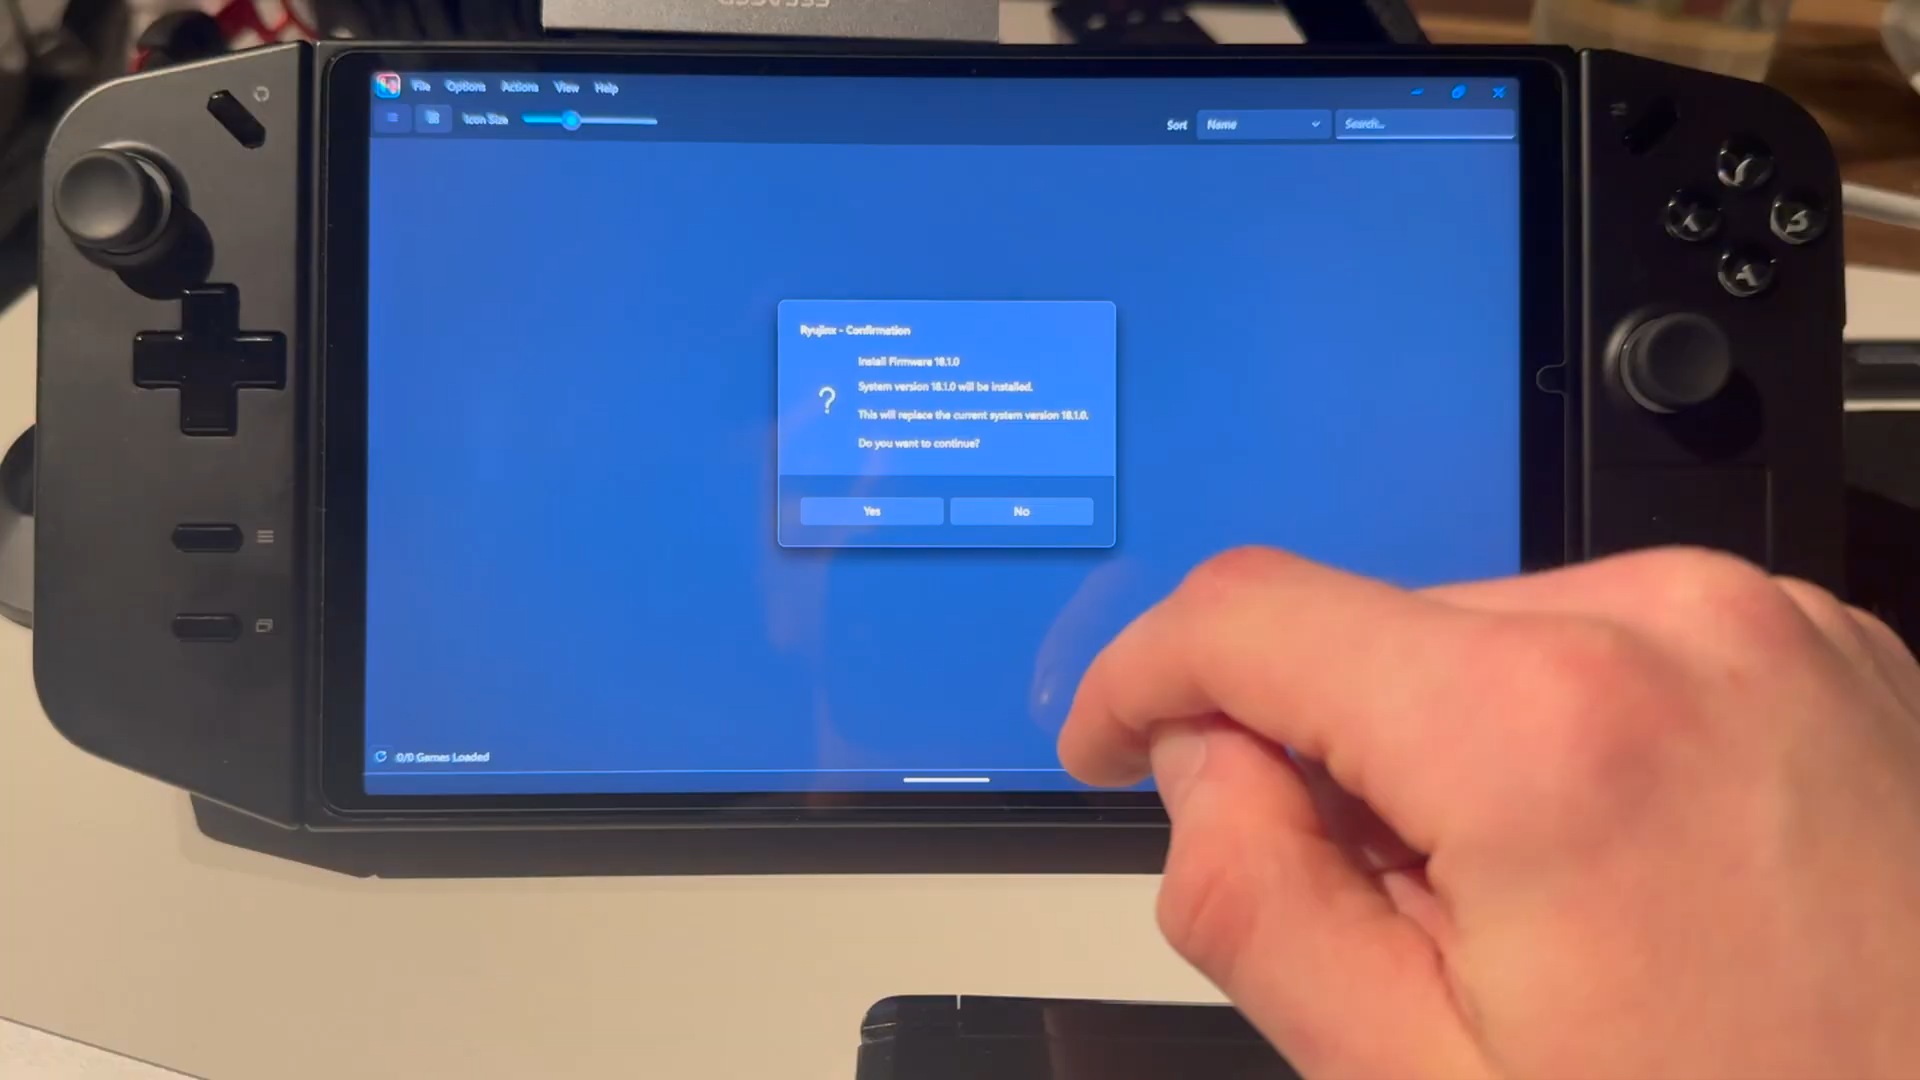 File Options Actions View Help
Icon Size
Sort Name Search...
Ryujinx - Confirmation
Install Firmware 18.1.0
System version 18.1.0 will be installed.
This will replace the current system version 18.1.0.
Do you want to continue?
Yes No
0/0 Games Loaded
Y
X
B
A